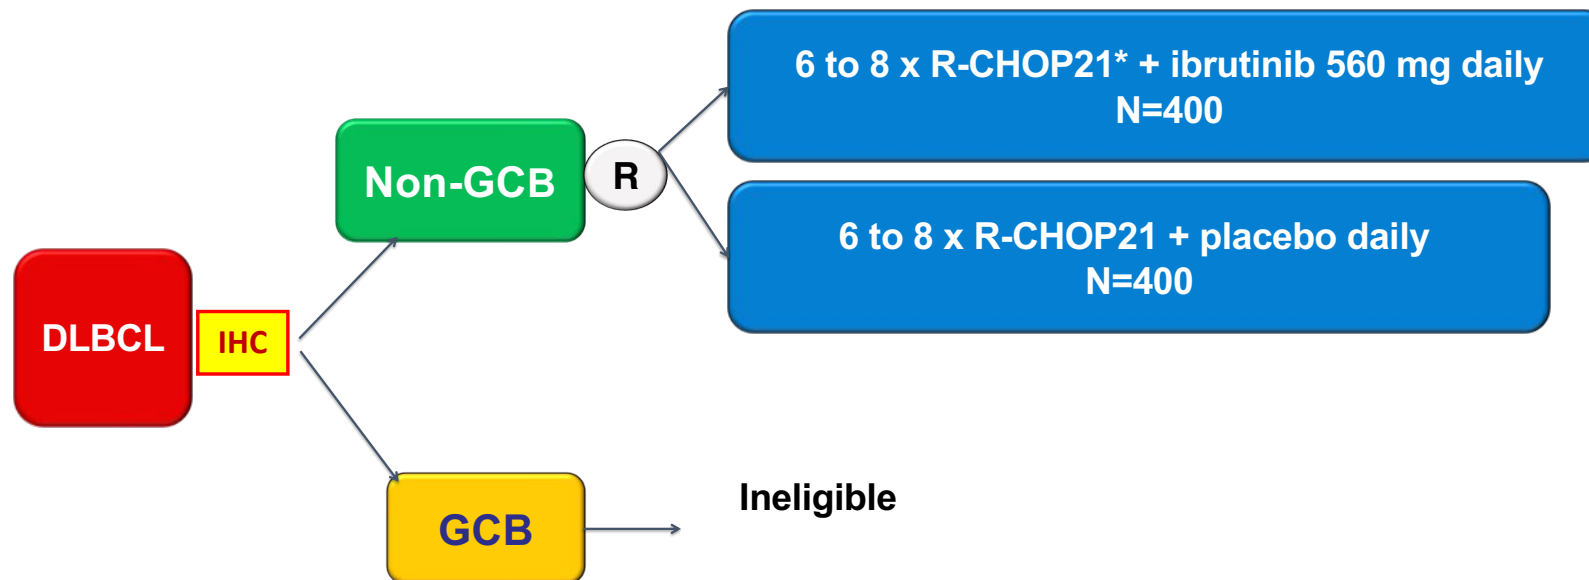 DLBCL
IHC
Non-GCB
R
6 to 8 x R-CHOP21* + ibrutinib 560 mg daily
N=400
6 to 8 x R-CHOP21 + placebo daily
N=400
GCB
Ineligible